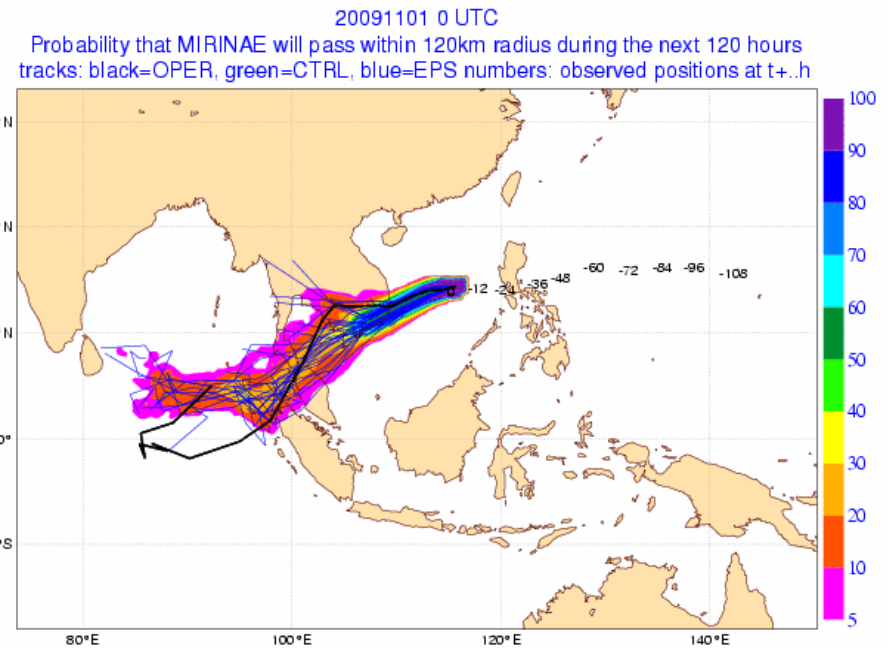 20091101 0 UTC
Probability that MIRINAE will pass within 120km radius during the next 120 hours
tracks: black=OPER, green=CTRL, blue=EPS numbers: observed positions at t+..h
100
90
80
70
60
50
40
30
20
10
5
N
N
N
0°
°S
-12 -24 -36 -48 -60 -72 -84 -96 -108
0
80°E 100°E 120°E 140°E